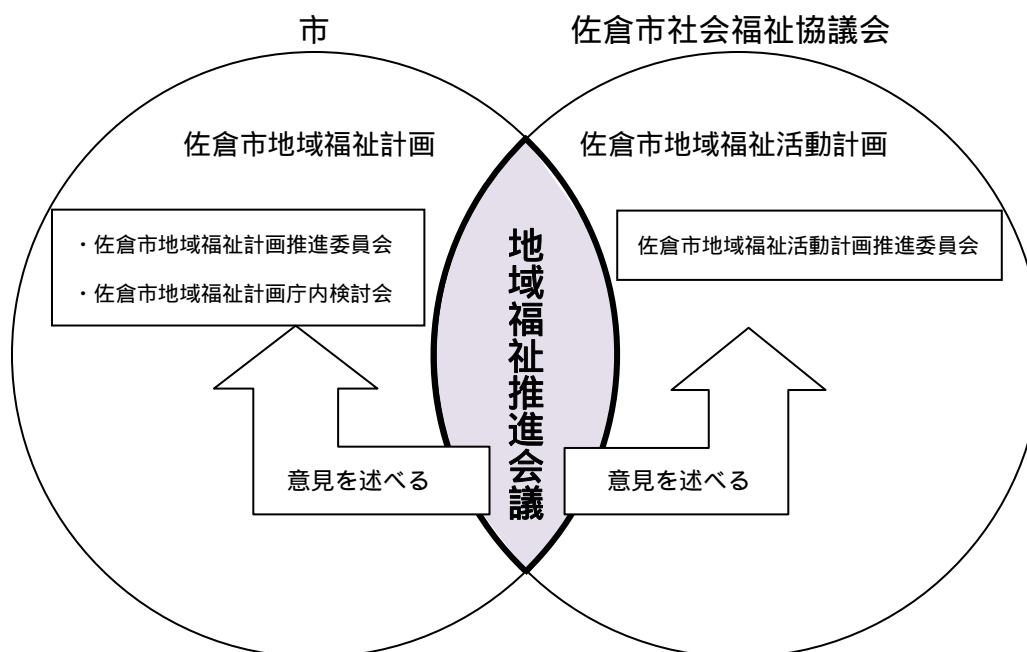 市
佐倉市社会福祉協議会
佐倉市地域福祉計画
佐倉市地域福祉活動計画
・佐倉市地域福祉計画推進委員会
・佐倉市地域福祉計画庁内検討会
佐倉市地域福祉活動計画推進委員会
地域福祉推進会議
意見を述べる
意見を述べる